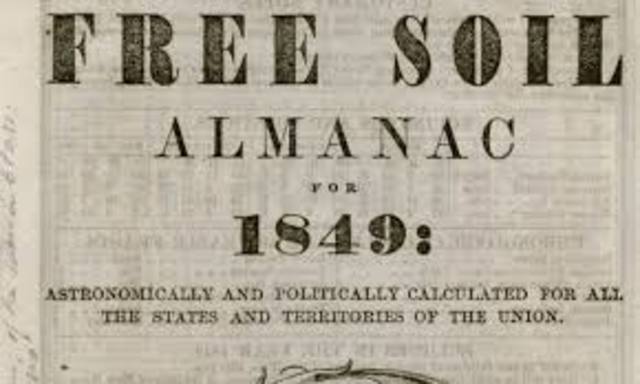 FREE SOIL
ALMANAC
FOR
1849:
ASTRONOMICALLY AND POLITICALLY CALCULATED FOR ALL
THE STATES AND TERRITORIES OF THE UNION.